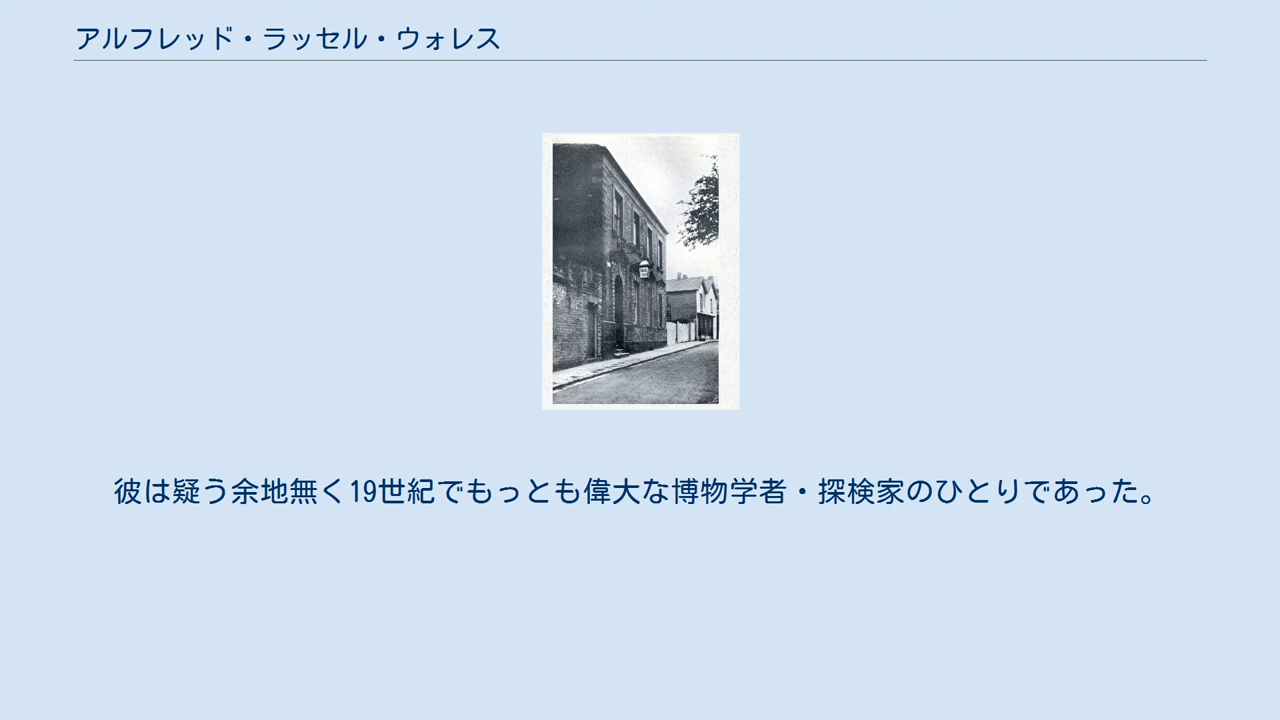 アルフレッド・ラッセル・ウォレス
彼は疑う余地無く19世紀でもっとも偉大な博物学者・探検家のひとりであった。